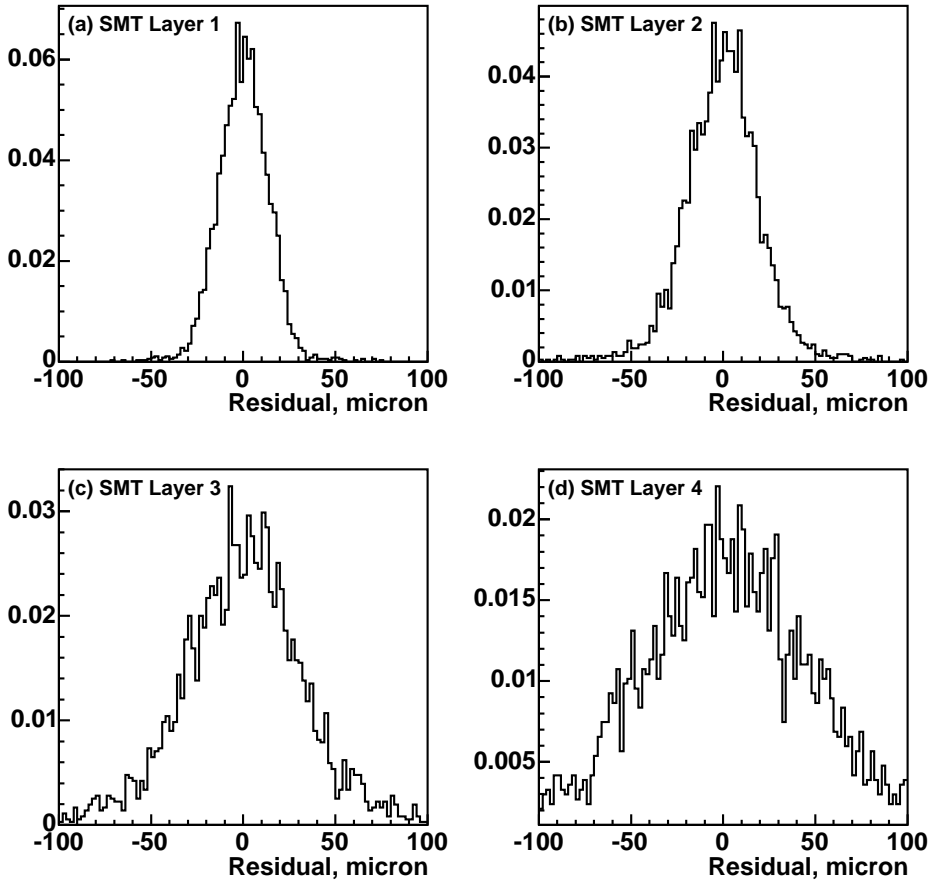 (a) SMT Layer 1
0.06
0.04
0.02
0
-100 -50 0 50 100
Residual, micron
(b) SMT Layer 2
0.04
0.03
0.02
0.01
0
-100 -50 0 50 100
Residual, micron
(c) SMT Layer 3
0.03
0.02
0.01
0
-100 -50 0 50 100
Residual, micron
(d) SMT Layer 4
0.02
0.015
0.01
0.005
-100 -50 0 50 100
Residual, micron